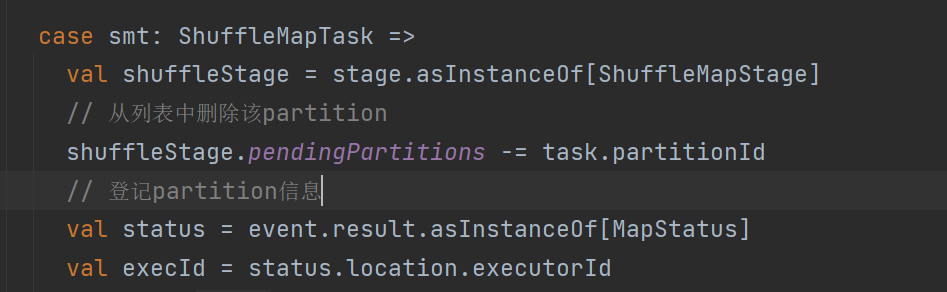 case smt: ShuffleMapTask =>
val shuffleStage = stage.asInstanceOf[ShuffleMapStage]
// 从列表中删除该partition
shuffleStage.pendingPartitions -= task.partitionId
// 登记partition信息
val status = event.result.asInstanceOf[MapStatus]
val execId = status.location.executorId